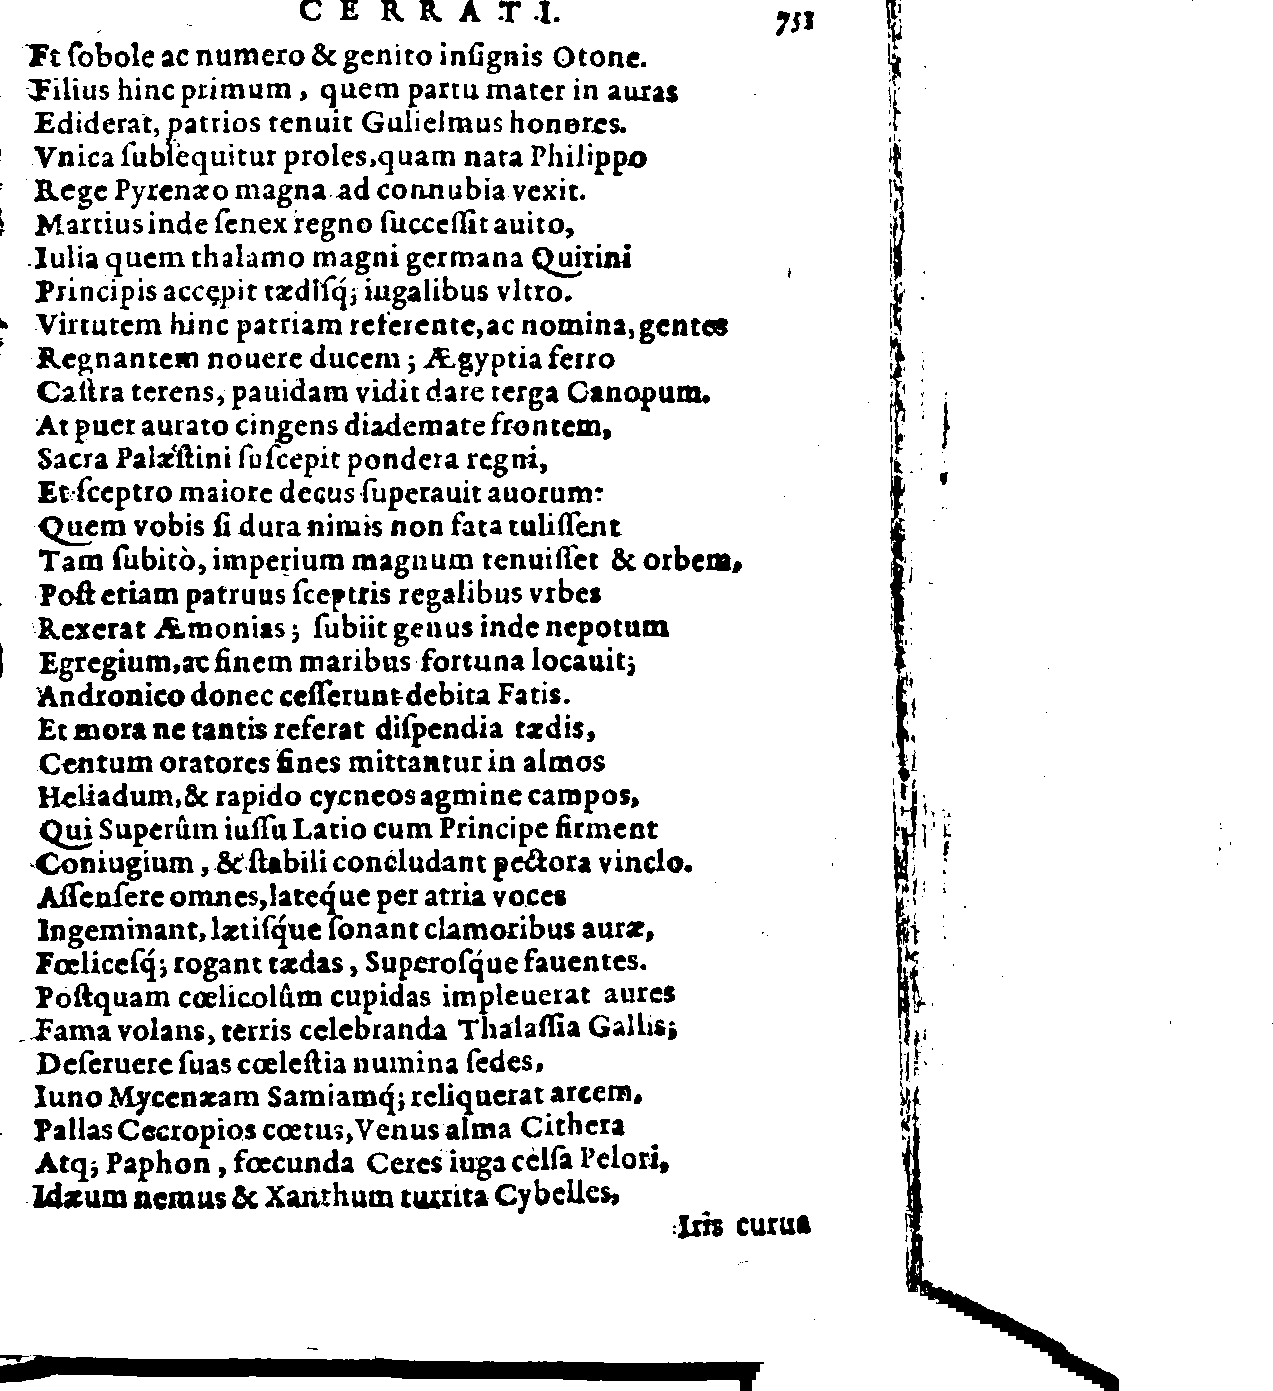 CERRATI. 753
Et ſobole ac numero & genito inſignis Otone.
Filius hinc primum, quem partu mater in auras
Ediderat, patrios tenuit Gulielmus honores.
Vnica ſubſequitur proles, quam nata Philippo
Rege Pyrenæo magna ad connubia vexit.
Martius inde ſenex regno ſucceſſit auito,
Iulia quem thalamo magni germana Quirini
Principis accępit tædiſq́; iugalibus vltro.
Virtutem hinc patriam referente, ac nomina, gentes
Regnantem nouere ducem; Ægyptia ferro
Caſtra terens, pauidam vidit dare terga Canopum.
At puer aurato cingens diademate frontem,
Sacra Palæſtini ſuſcepit pondera regni,
Et ſceptro maiore decus ſuperauit auorum:
Quem vobis ſi dura nimis non fata tuliſſent
Tam ſubitò, imperium magnum tenuiſſet & orbem,
Poſt etiam patruus ſceptris regalibus vrbes
Rexerat Æmonias; ſubiit genus inde nepotum
Egregium, ac finem maribus fortuna locauit;
Andronico donec ceſſerunt debita Fatis.
Et mora ne tantis referat diſpendia tædis,
Centum oratores fines mittantur in almos
Heliadum, & rapido cycneos agmine campos,
Qui Superûm iuſſu Latio cum Principe firment
Coniugium, & ſtabili concludant pectora vinclo.
Aſſenſere omnes, lateq́ue per atria voces
Ingeminant, lætiſq́ue ſonant clamoribus auræ,
Fœliceſq́; rogant tædas, Superoſq́ue fauentes.
Poſtquam cœlicolûm cupidas impleuerat aures
Fama volans, terris celebranda Thalaſſia Gallis;
Deſeruere ſuas cœleſtia numina ſedes,
Iuno Mycenæam Samiamq́; reliquerat arcem,
Pallas Cecropios cœtus, Venus alma Cithera
Atq; Paphon, fœcunda Ceres iuga celſa Pelori,
Idæum nemus & Xanthum turrita Cybelles,
Iris curua